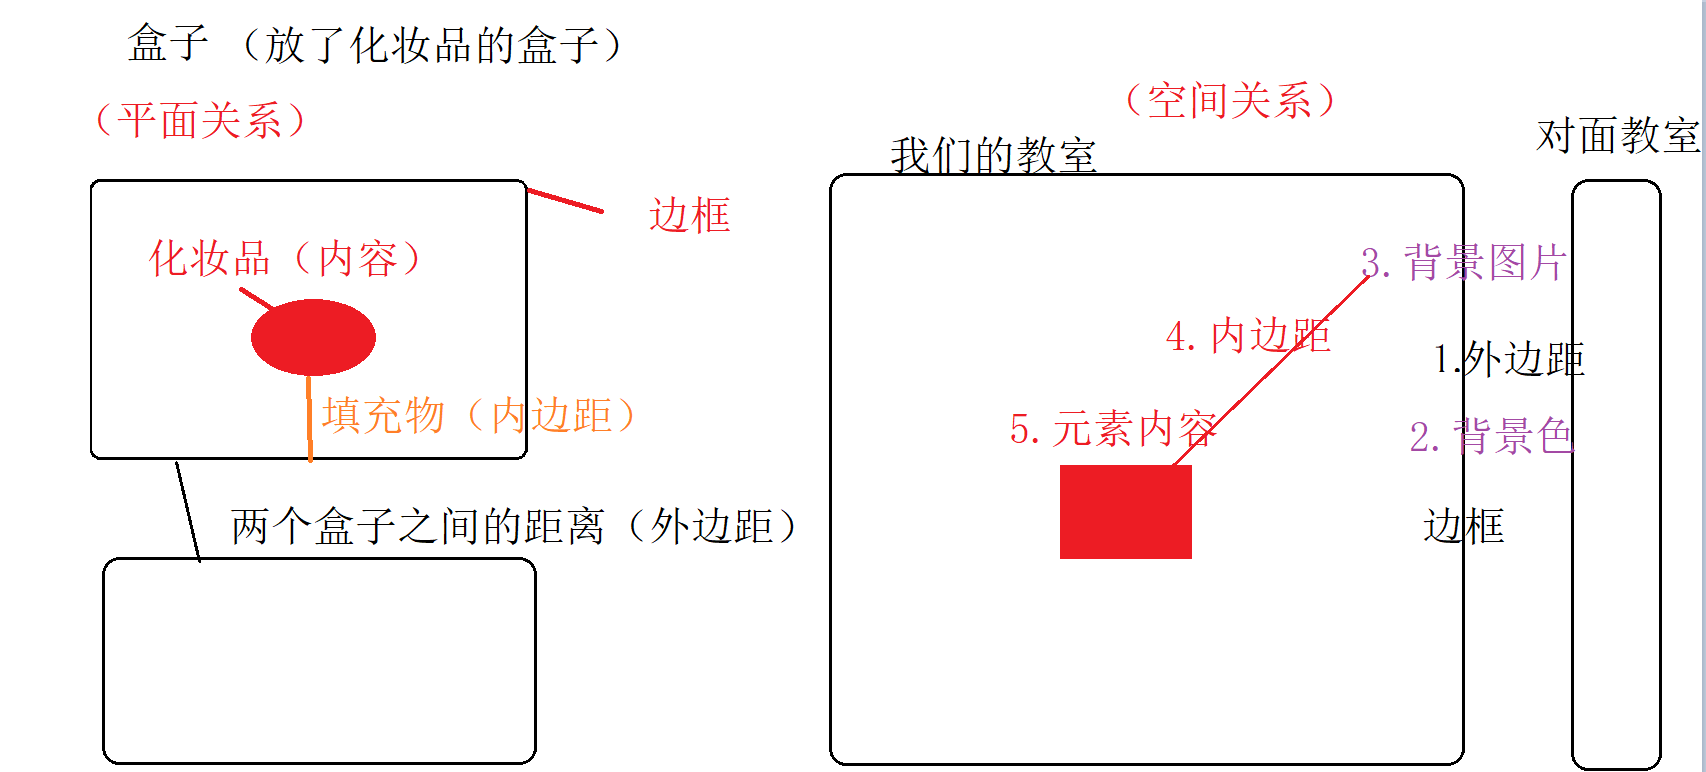 盒子 （放了化妆品的盒子）
（平面关系）
边框
化妆品（内容）
填充物（内边距）
两个盒子之间的距离（外边距）
（空间关系）
我们的教室
对面教室
3.背景图片
4.内边距
1.外边距
5.元素内容
2.背景色
边框